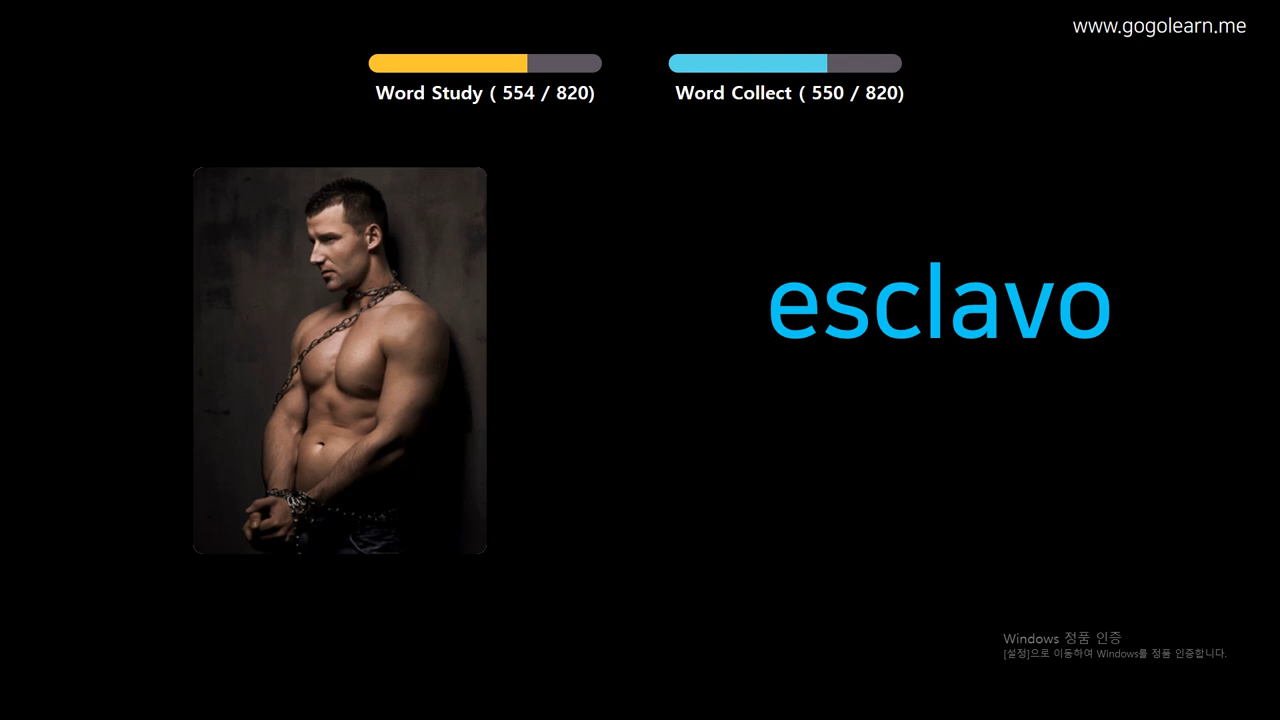 www.gogolearn.me
Word Study ( 554 / 820)
Word Collect ( 550 / 820)
esclavo
Windows 정품 인증
[설정]으로 이동하여 Windows를 정품 인증합니다.